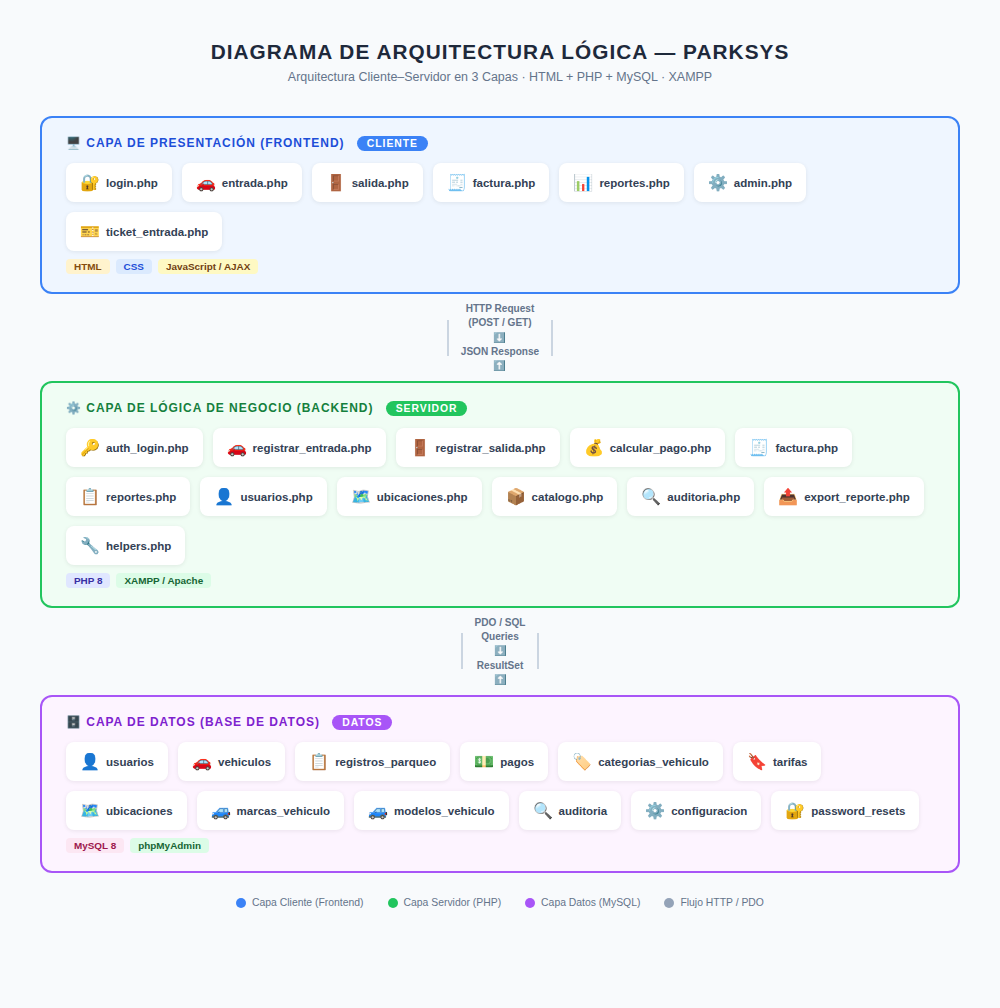 DIAGRAMA DE ARQUITECTURA LÓGICA — PARKSYS
Arquitectura Cliente–Servidor en 3 Capas · HTML + PHP + MySQL · XAMPP
CAPA DE PRESENTACIÓN (FRONTEND) CLIENTE
login.php entrada.php salida.php factura.php reportes.php admin.php
ticket_entrada.php
HTML CSS JavaScript / AJAX
HTTP Request
(POST / GET)
⬇️
JSON Response
⬆️
CAPA DE LÓGICA DE NEGOCIO (BACKEND) SERVIDOR
auth_login.php registrar_entrada.php registrar_salida.php calcular_pago.php factura.php
reportes.php usuarios.php ubicaciones.php catalogo.php auditoria.php export_reporte.php
helpers.php
PHP 8 XAMPP / Apache
PDO / SQL
Queries
⬇️
ResultSet
⬆️
CAPA DE DATOS (BASE DE DATOS) DATOS
usuarios vehiculos registros_parqueo pagos categorias_vehiculo tarifas
ubicaciones marcas_vehiculo modelos_vehiculo auditoria configuracion password_resets
MySQL 8 phpMyAdmin
Capa Cliente (Frontend) Capa Servidor (PHP) Capa Datos (MySQL) Flujo HTTP / PDO